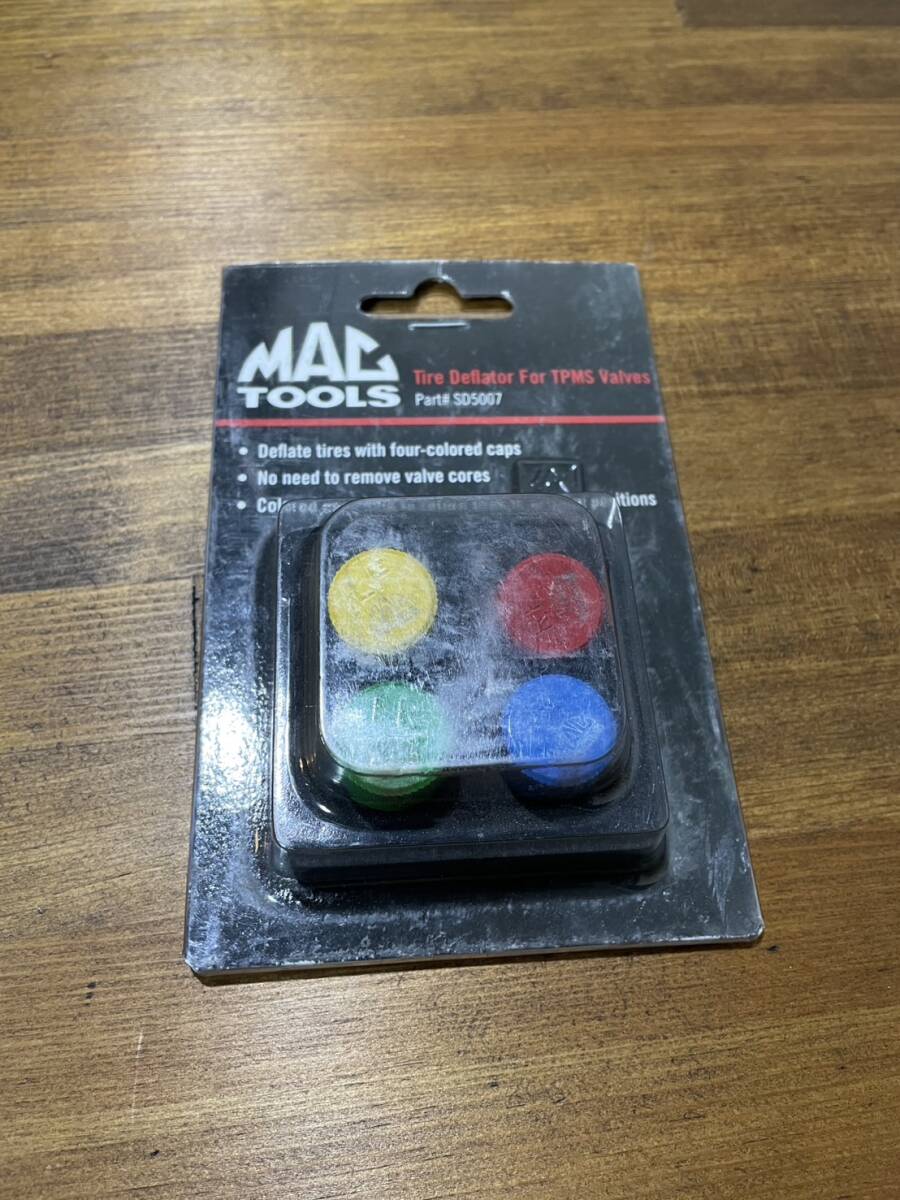 MAC
TOOLS
Tire Deflator For TPMS Valves
Part# SD5007
• Deflate tires with four-colored caps
• No need to remove valve cores
• Colored positions